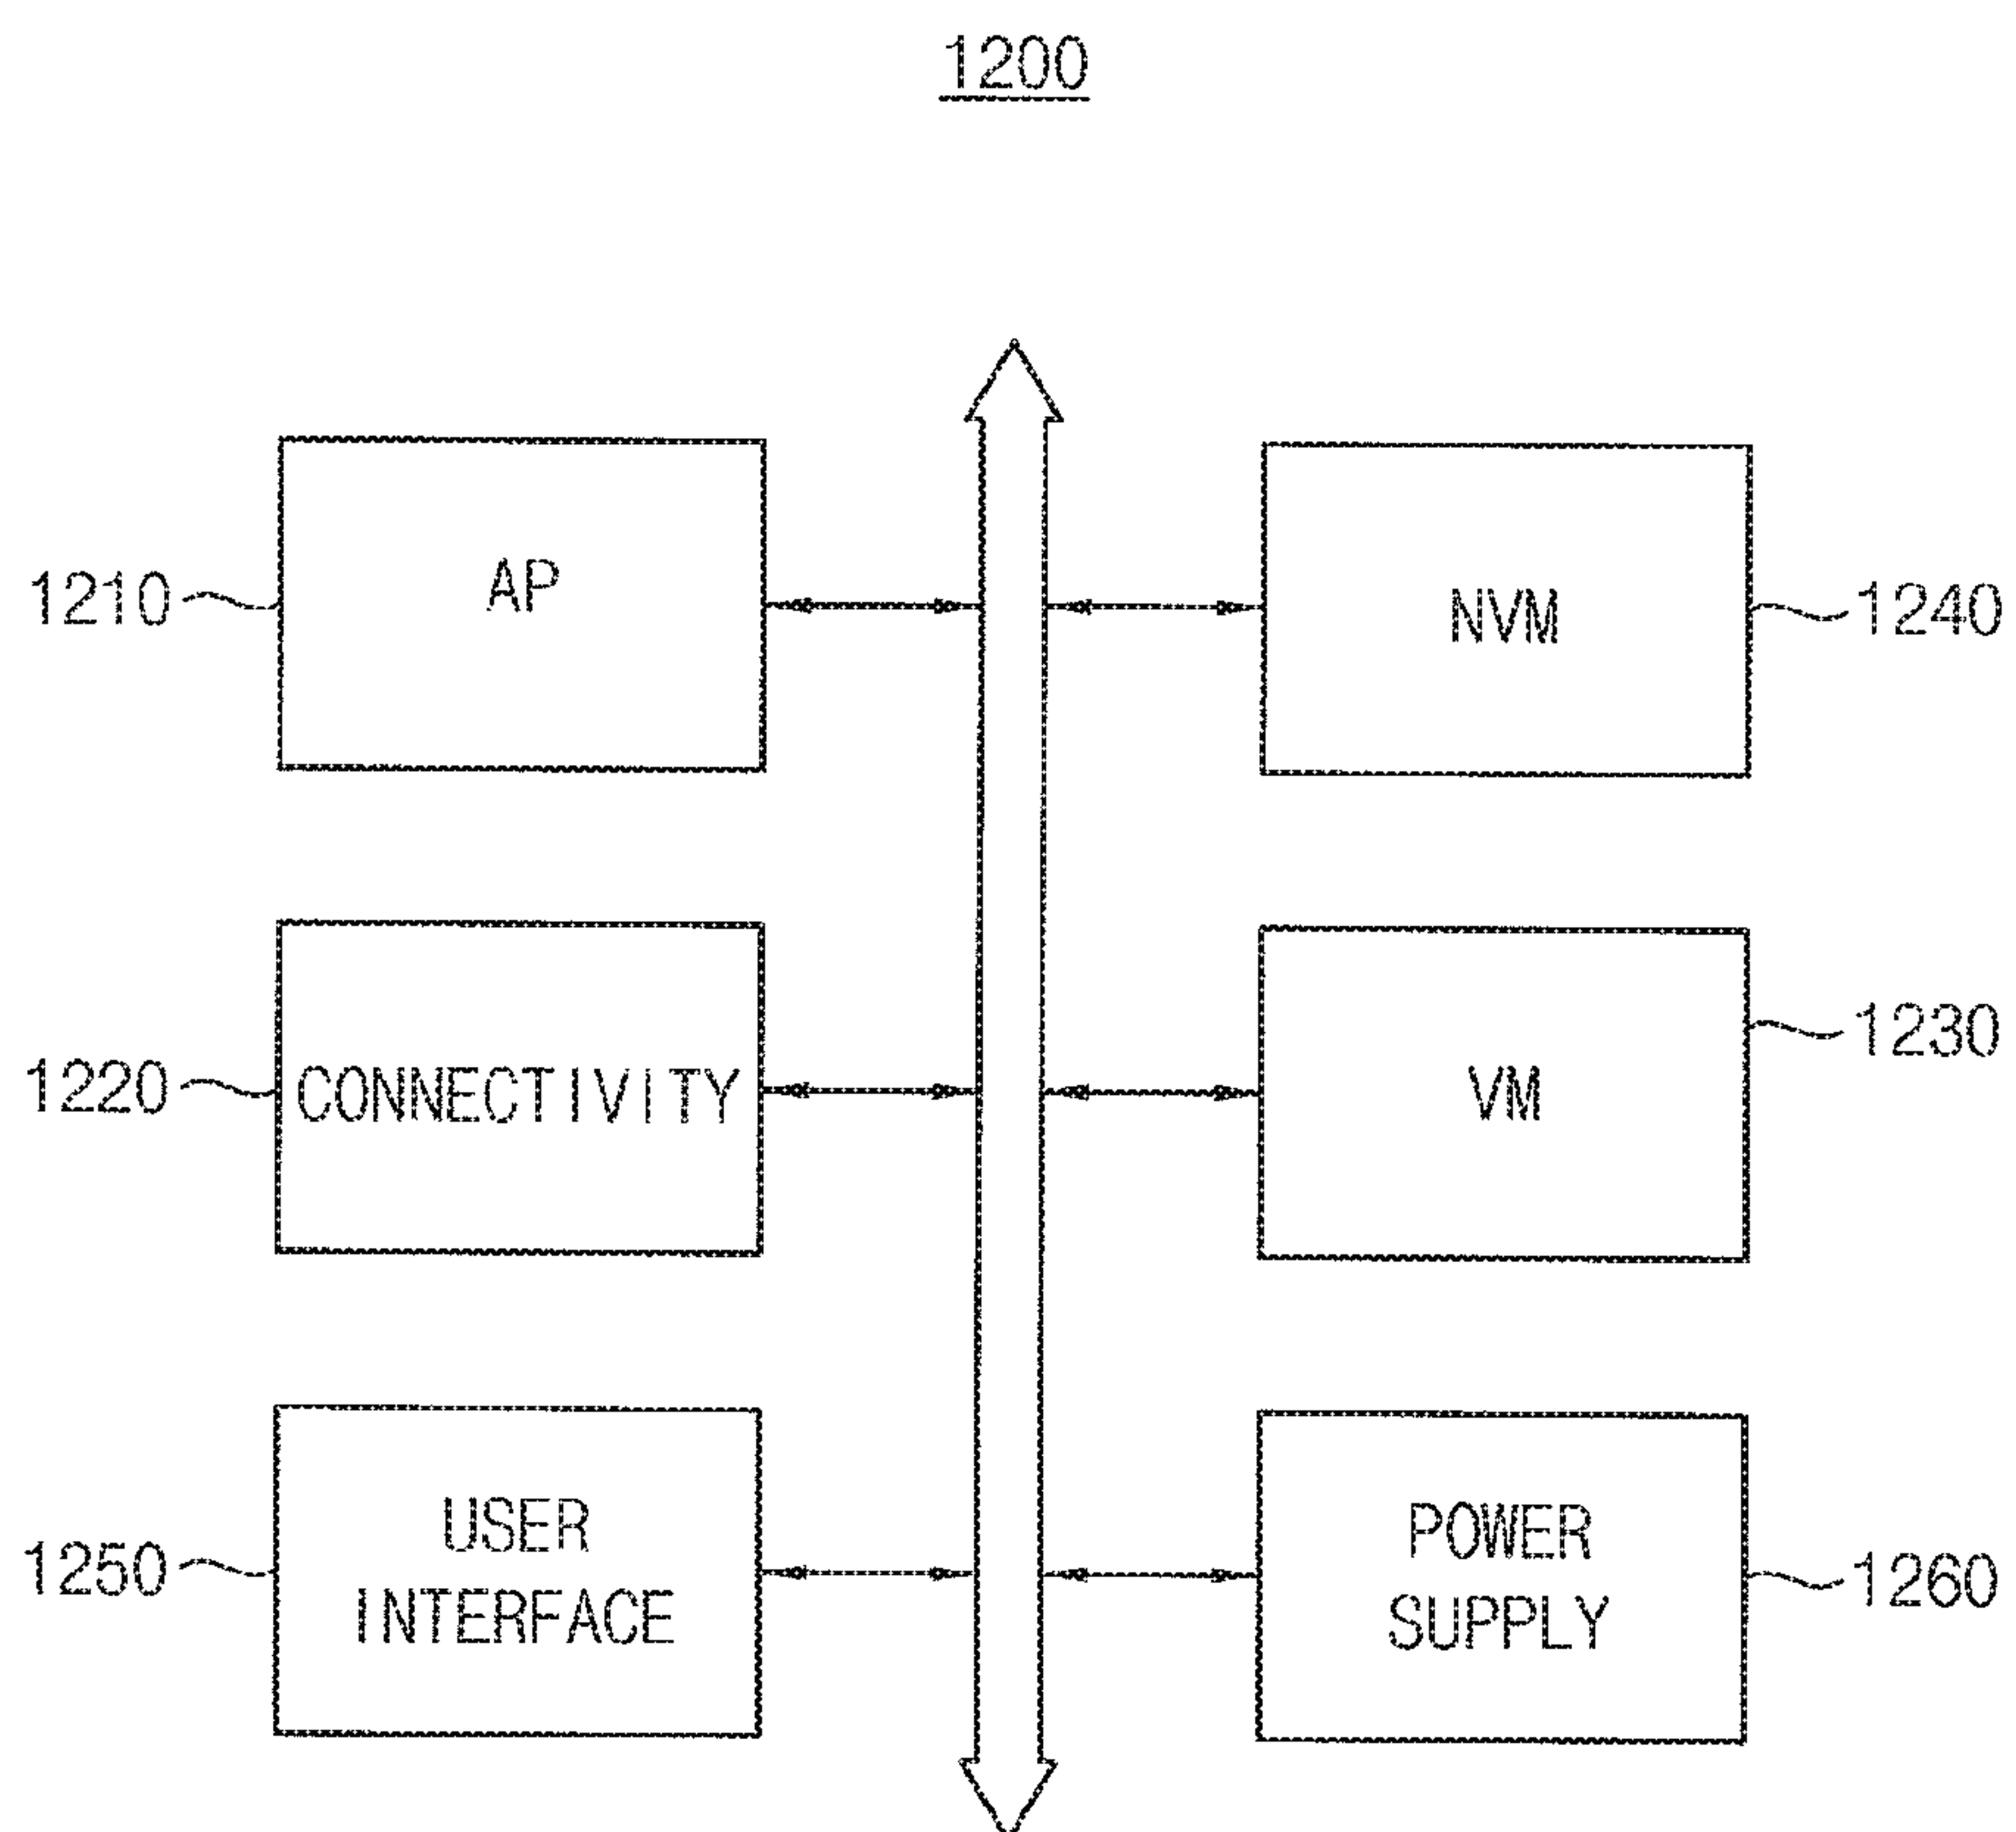 1200
1210
AP
NVM
1240
1220
CONNECTIVITY
VM
1230
1250
USER
INTERFACE
POWER
SUPPLY
1260